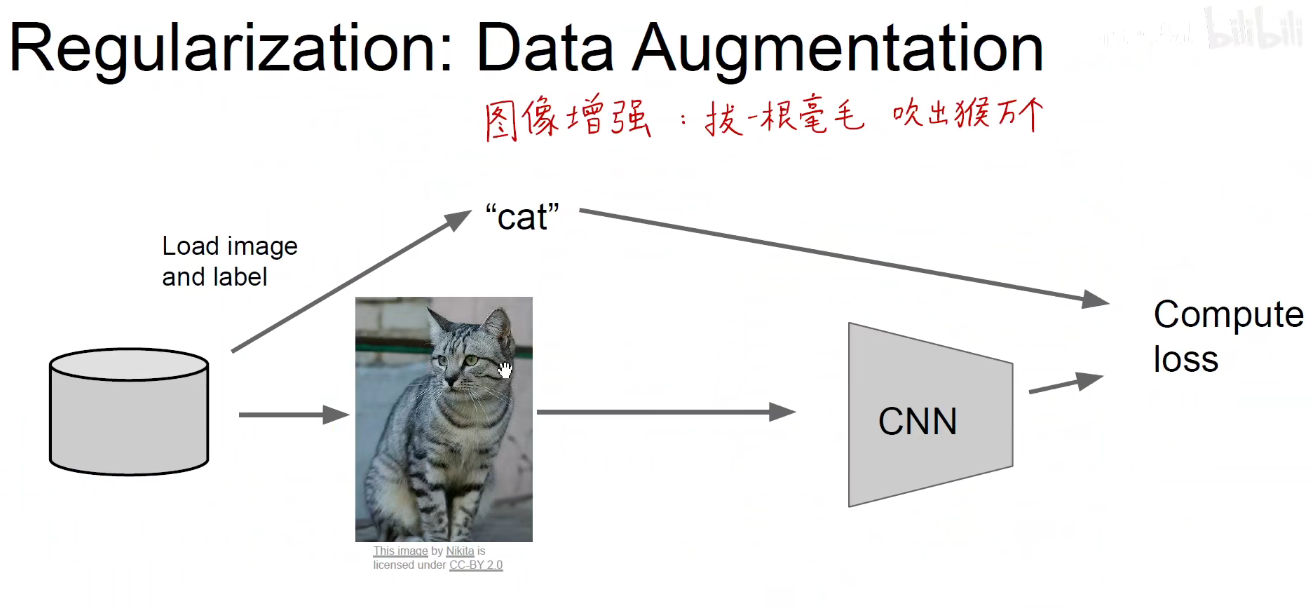 Regularization: Data Augmentation
bilibili
图像增强：拔一根毫毛 吹出猴万个
“cat”
Load image
and label
Compute
loss
CNN
This image by Nikita is
licensed under CC-BY 2.0